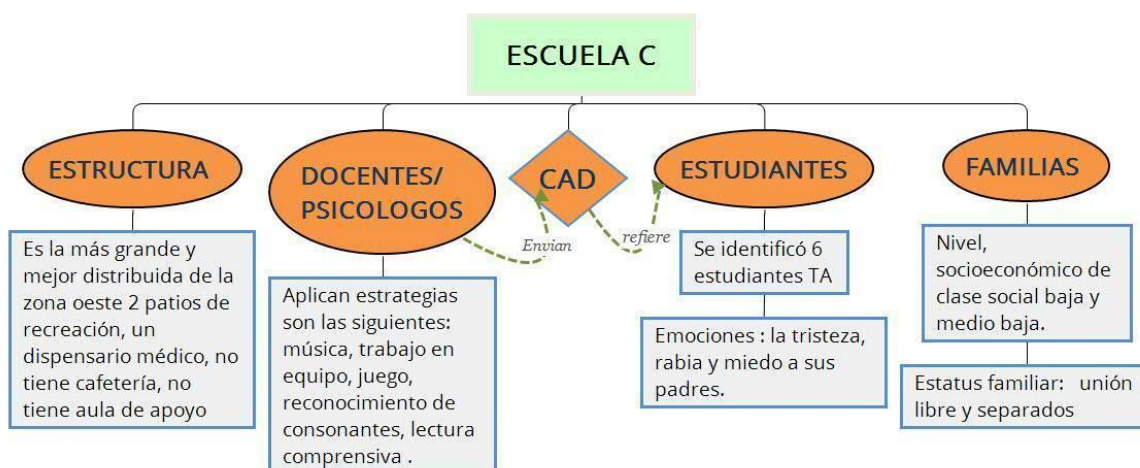 ESCUELA C
ESTRUCTURA
Es la más grande y
mejor distribuida de la
zona oeste 2 patios de
recreación, un
dispensario médico, no
tiene cafetería, no
tiene aula de apoyo
DOCENTES/
PSICOLOGOS
Aplican estrategias
son las siguientes:
música, trabajo en
equipo, juego,
reconocimiento de
consonantes, lectura
comprensiva .
Envian
CAD
refiere
ESTUDIANTES
Se identificó 6
estudiantes TA
Emociones : la tristeza,
rabia y miedo a sus
padres.
FAMILIAS
Nivel,
socioeconómico de
clase social baja y
medio baja.
Estatus familiar: unión
libre y separados